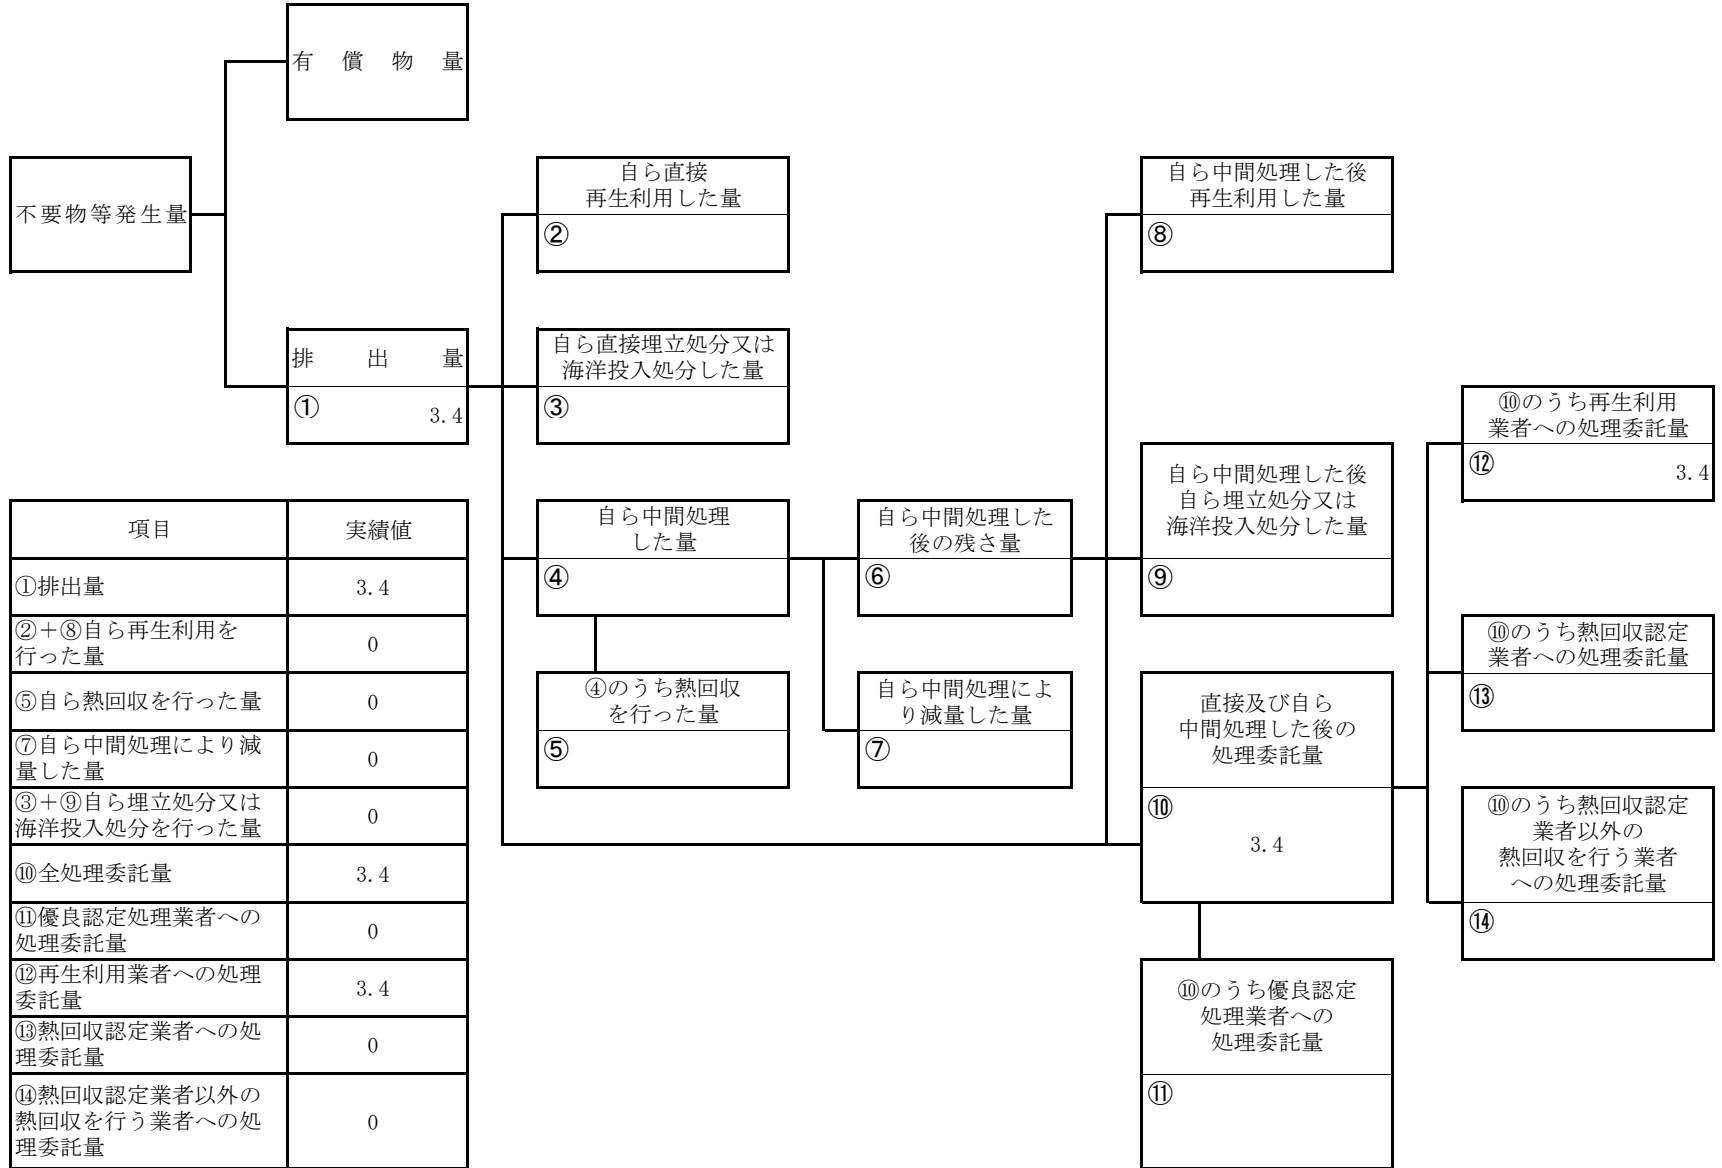 有償物量
不要物等発生量
排出量
① 3.4
自ら直接
再生利用した量
②
自ら直接埋立処分又は
海洋投入処分した量
③
自ら中間処理
した量
④
④のうち熱回収
を行った量
⑤
自ら中間処理した
後の残さ量
⑥
自ら中間処理によ
り減量した量
⑦
自ら中間処理した後
再生利用した量
⑧
自ら中間処理した後
自ら埋立処分又は
海洋投入処分した量
⑨
直接及び自ら
中間処理した後の
処理委託量
⑩
3.4
⑩のうち優良認定
処理業者への
処理委託量
⑪
⑩のうち再生利用
業者への処理委託量
⑫ 3.4
⑩のうち熱回収認定
業者への処理委託量
⑬
⑩のうち熱回収認定
業者以外の
熱回収を行う業者
への処理委託量
⑭
項目 実績値
①排出量 3.4
②＋⑧自ら再生利用を
行った量 0
⑤自ら熱回収を行った量 0
⑦自ら中間処理により減
量した量 0
③＋⑨自ら埋立処分又は
海洋投入処分を行った量 0
⑩全処理委託量 3.4
⑪優良認定処理業者への
処理委託量 0
⑫再生利用業者への処理
委託量 3.4
⑬熱回収認定業者への処
理委託量 0
⑭熱回収認定業者以外の
熱回収を行う業者への処
理委託量 0